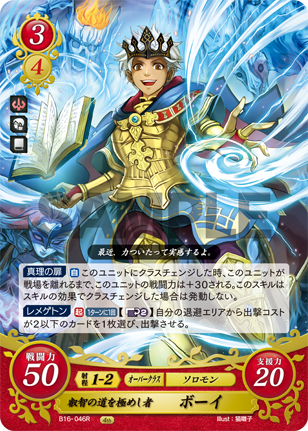 3
4
SAMPLE
最近、力ついたって実感するよ。
真理の扉 自 このユニットにクラスチェンジした時、このユニットが
戦場を離れるまで、このユニットの戦闘力は+30される。このスキルは
スキルの効果でクラスチェンジした場合は発動しない。
レメゲトン 起 1ターンに1回 【2】自分の退避エリアから出撃コスト
が2以下のカードを1枚選び、出撃させる。
戦闘力
50
射程 1-2 オーバークラス ソロモン
支援力
20
叡智の道を極めし者 ボーイ
B16-046R 4th
Illust:猫囃子